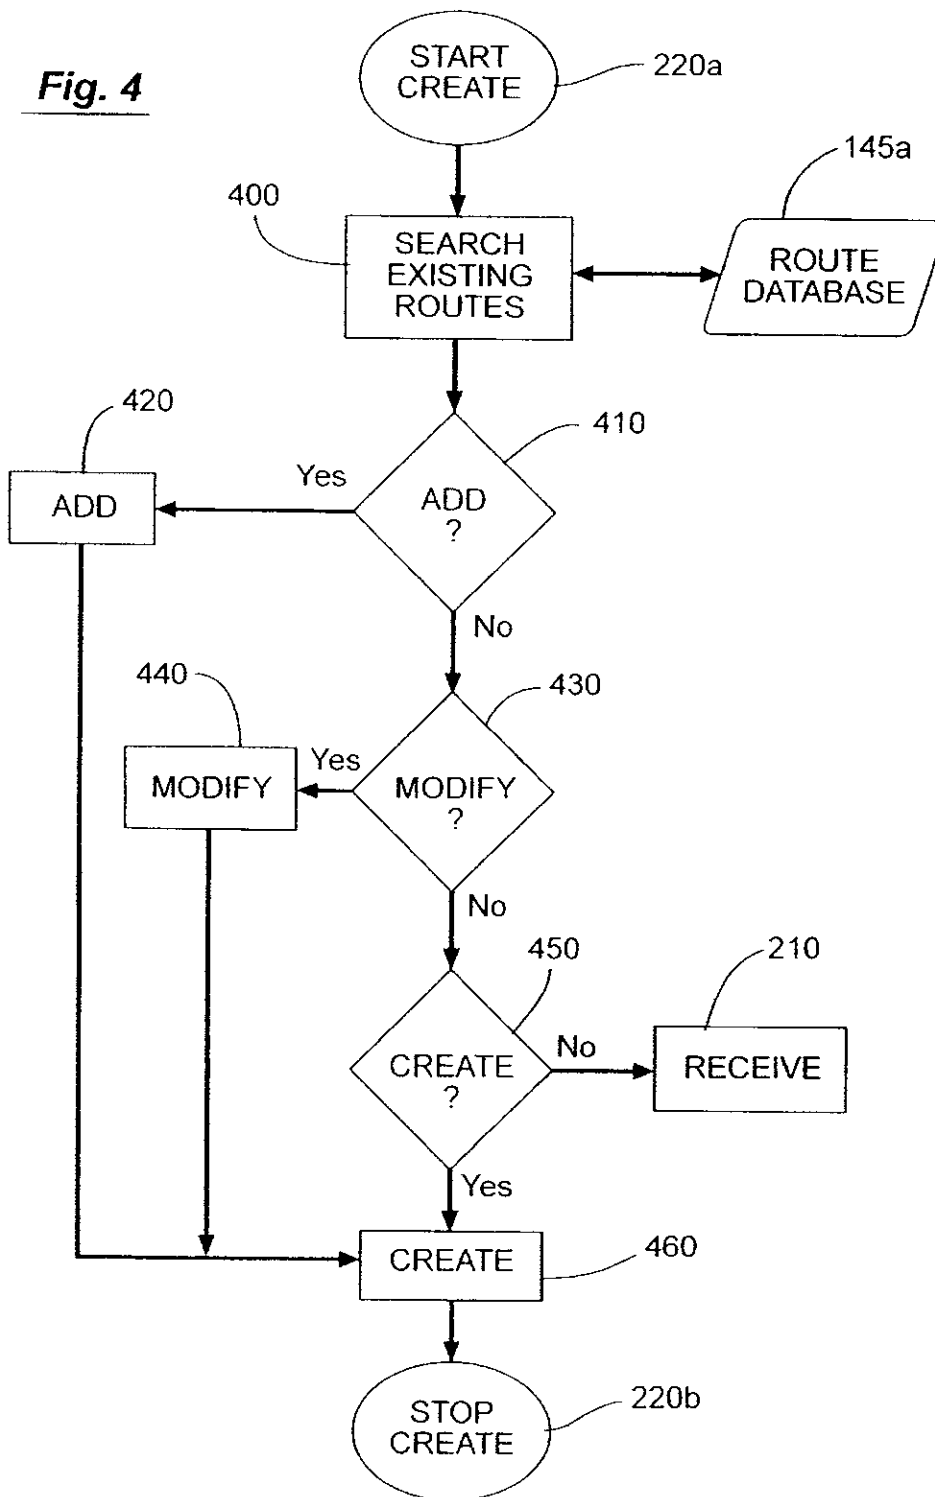 Fig. 4
START
CREATE
220a
145a
400
SEARCH
EXISTING
ROUTES
ROUTE
DATABASE
420
410
Yes
ADD
ADD
?
No
440
430
Yes
MODIFY
MODIFY
?
No
450
210
No
CREATE
?
RECEIVE
Yes
CREATE
460
STOP
CREATE
220b